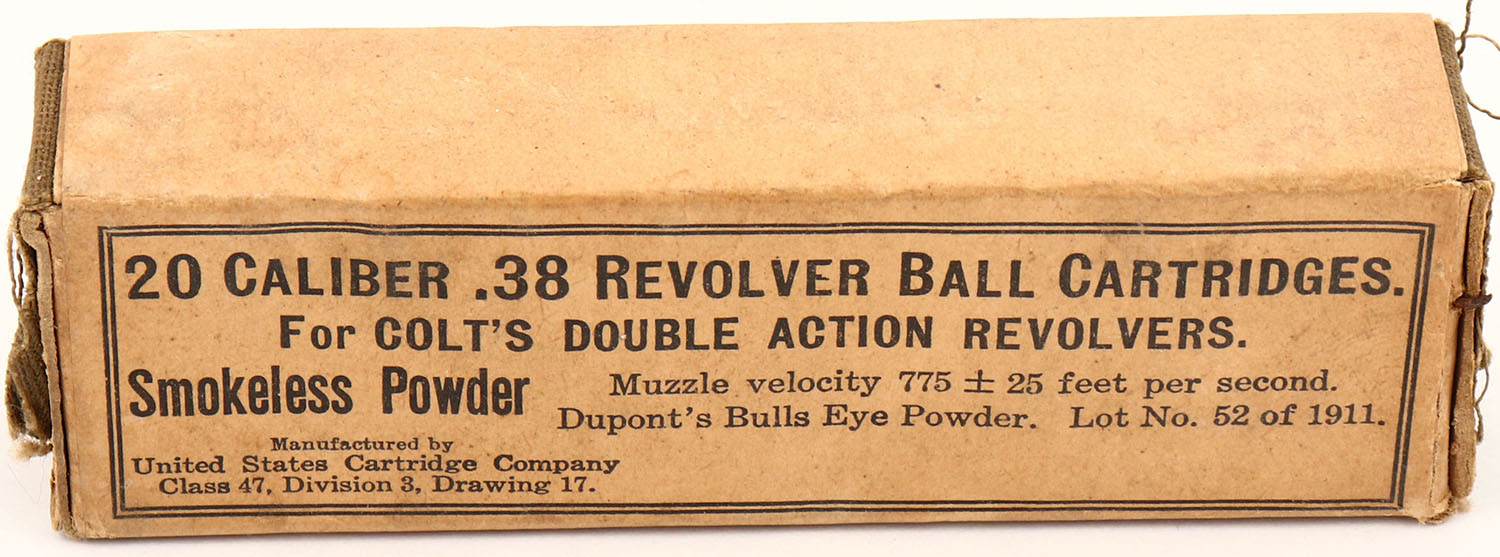 20 CALIBER .38 REVOLVER BALL CARTRIDGES.
For COLT'S DOUBLE ACTION REVOLVERS.
Smokeless Powder
Muzzle velocity 775 ± 25 feet per second.
Dupont's Bulls Eye Powder. Lot No. 52 of 1911.
Manufactured by
United States Cartridge Company
Class 47, Division 3, Drawing 17.